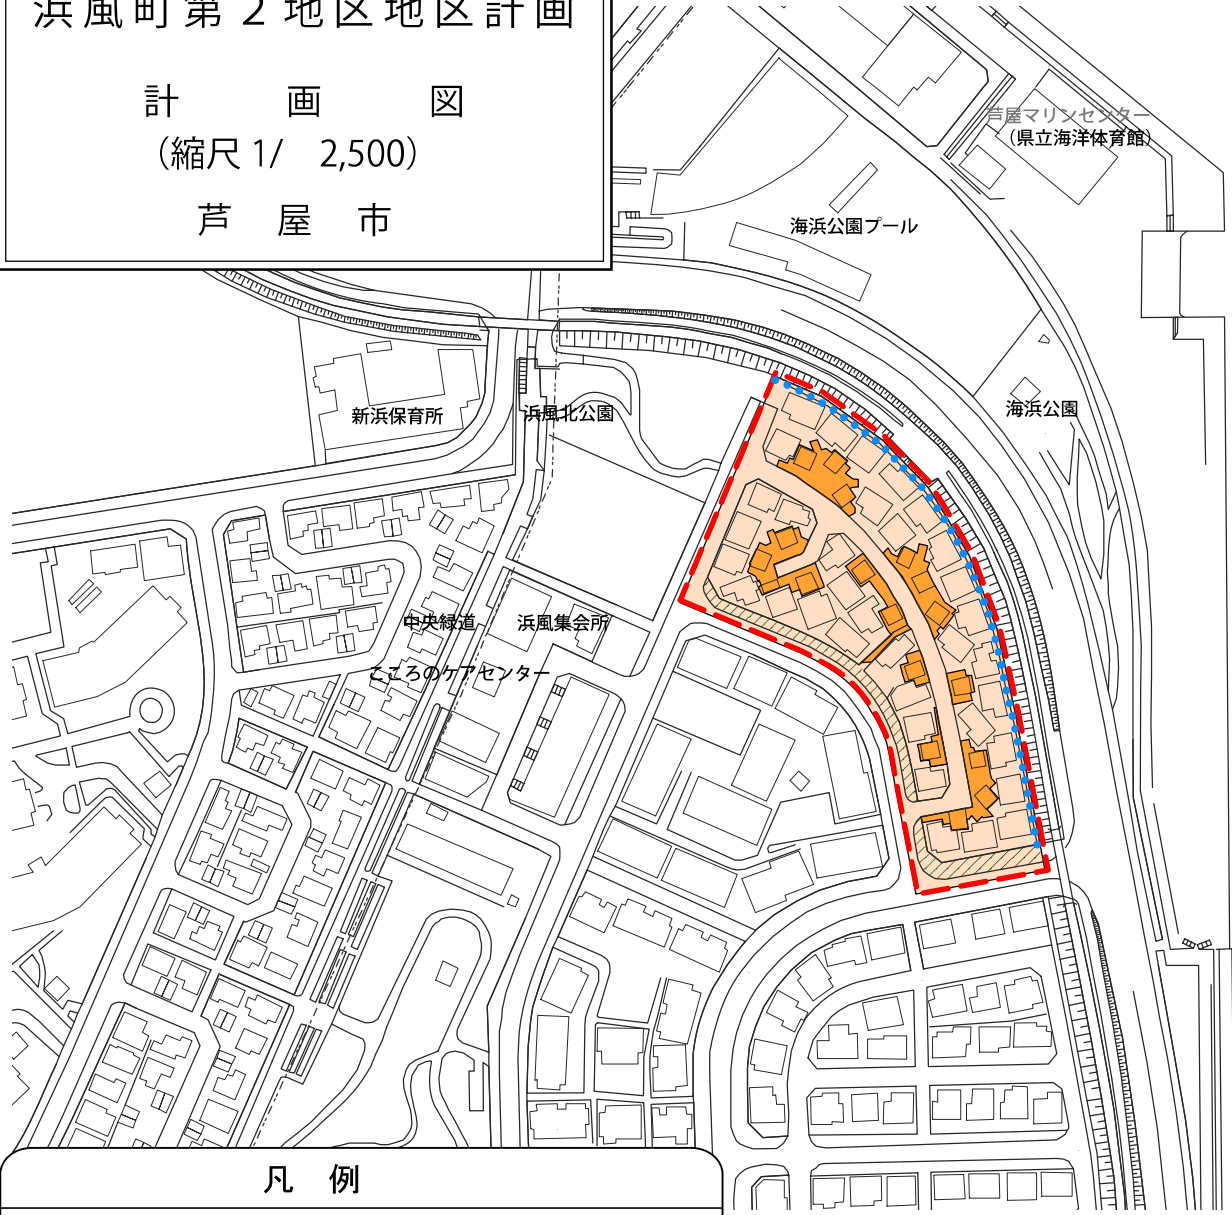 浜風町第2地区地区計画
計画図
（縮尺 1/ 2,500）
芦屋市
芦屋マリンセンター
（県立海洋体育館）
海浜公園プール
海浜公園
新浜保育所
浜風北公園
中央緑道
浜風集会所
こころのケアセンター
凡例